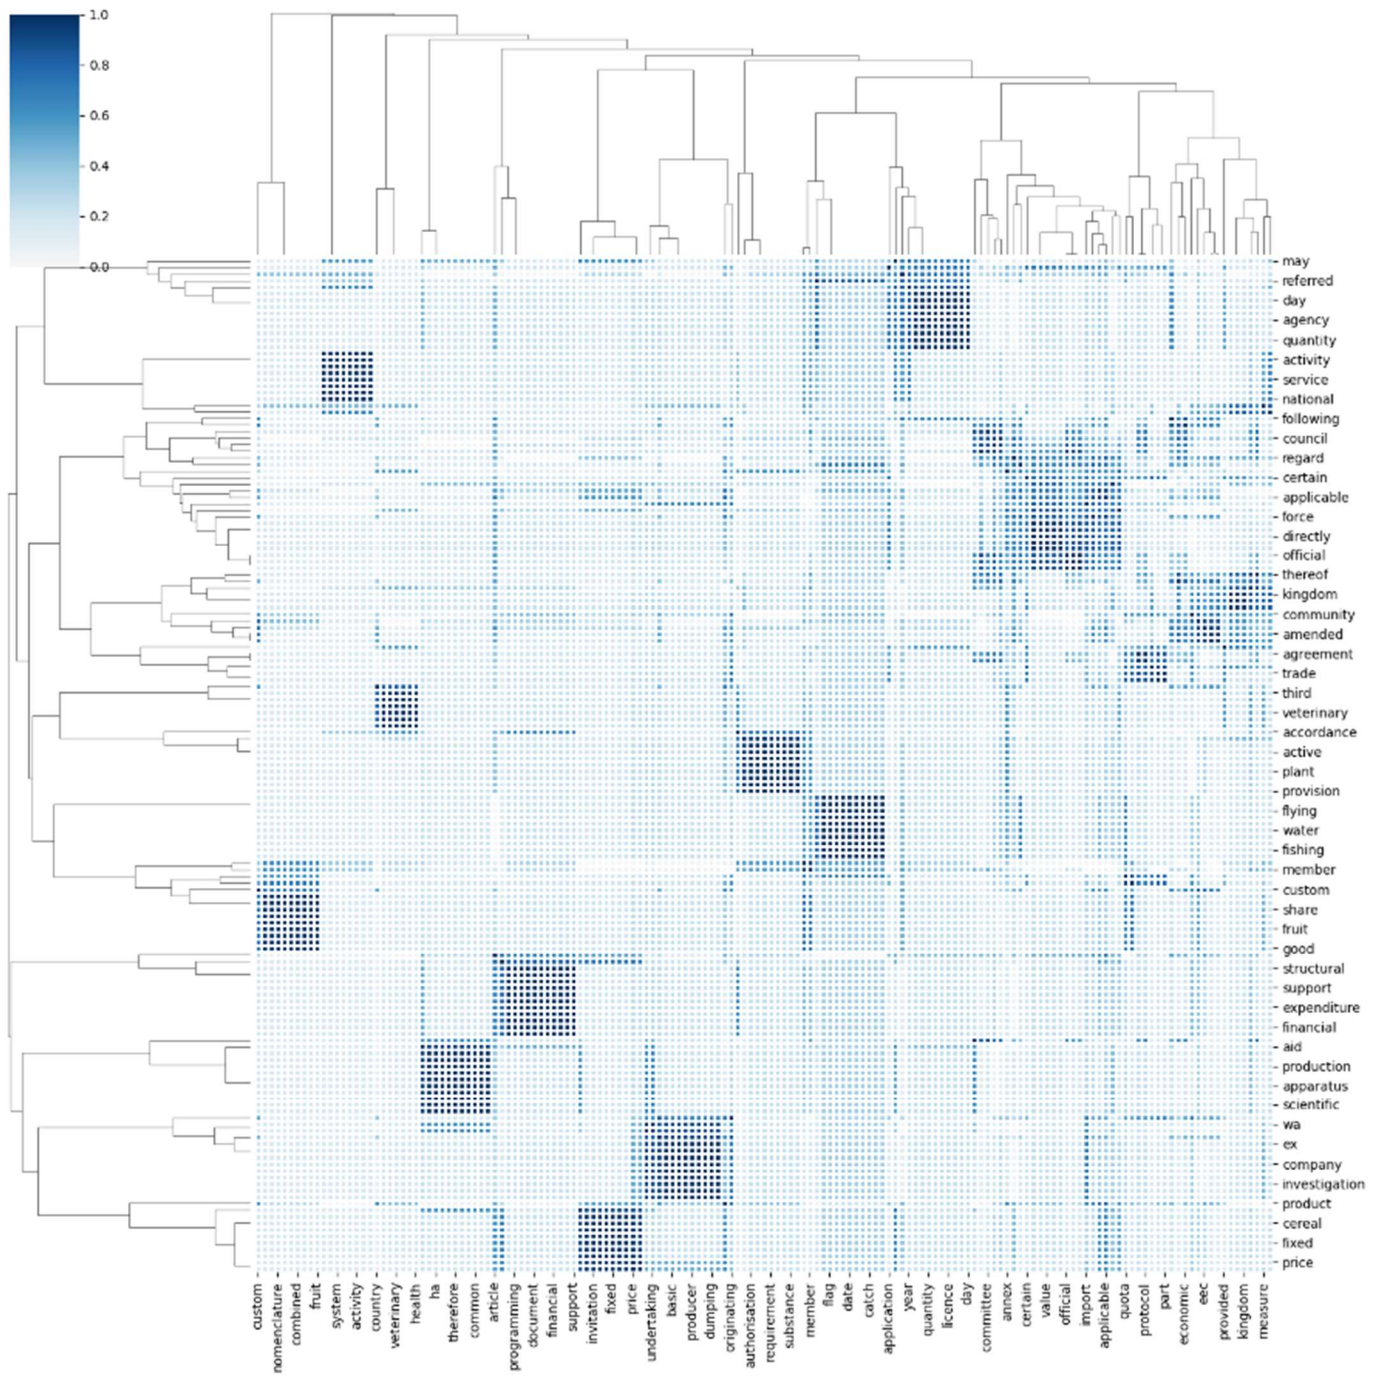 1.0
0.8
0.6
0.4
0.2
0.0
may
referred
day
agency
quantity
activity
service
national
following
council
regard
certain
applicable
force
directly
official
thereof
kingdom
community
amended
agreement
trade
third
veterinary
accordance
active
plant
provision
flying
water
fishing
member
custom
share
fruit
good
structural
support
expenditure
financial
aid
production
apparatus
scientific
wa
ex
company
investigation
product
cereal
fixed
price
custom
nomenclature
combined
fruit
system
activity
country
veterinary
health
ha
therefore
common
article
programming
document
financial
support
invitation
fixed
price
undertaking
basic
producer
dumping
originating
authorisation
requirement
substance
member
flag
date
catch
application
year
quantity
licence
day
committee
annex
certain
value
official
import
applicable
quota
protocol
part
economic
eec
provided
kingdom
measure